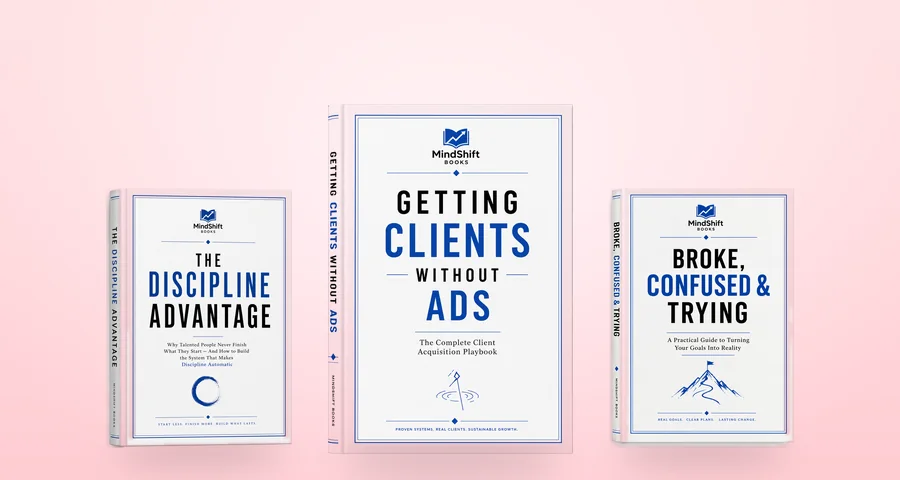 THE DISCIPLINE ADVANTAGE
MINDSHIFT BOOKS
MindShift
BOOKS
THE
DISCIPLINE
ADVANTAGE
Why Talented People Never Finish
What They Start — And How to Build
the System That Makes
Discipline Automatic
START LESS. FINISH MORE. BUILD WHAT LASTS.
GETTING CLIENTS WITHOUT ADS
MINDSHIFT BOOKS
MindShift
BOOKS
GETTING
CLIENTS
WITHOUT
ADS
The Complete Client
Acquisition Playbook
PROVEN SYSTEMS. REAL CLIENTS. SUSTAINABLE GROWTH.
BROKE, CONFUSED & TRYING
MINDSHIFT BOOKS
MindShift
BOOKS
BROKE,
CONFUSED &
TRYING
A Practical Guide to Turning
Your Goals Into Reality
REAL GOALS. CLEAR PLANS. LASTING CHANGE.